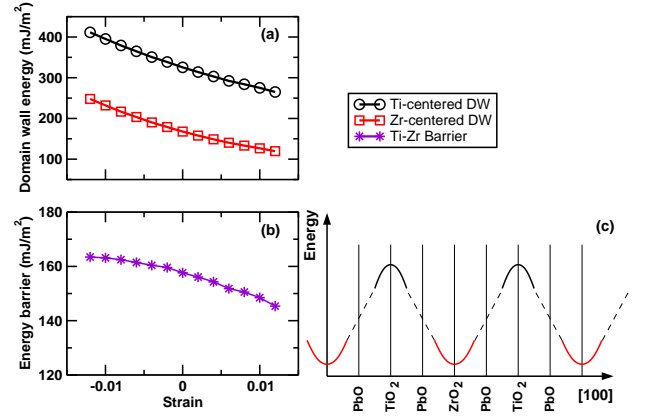 400
300
200
100
Domain wall energy (mJ/m²)
(a)
Ti-centered DW
Zr-centered DW
Ti-Zr Barrier
180
160
140
120
Energy barrier (mJ/m²)
(b)
-0.01 0 0.01
Strain
Energy
(c)
PbO TiO₂ PbO ZrO₂ PbO TiO₂ PbO
[100]